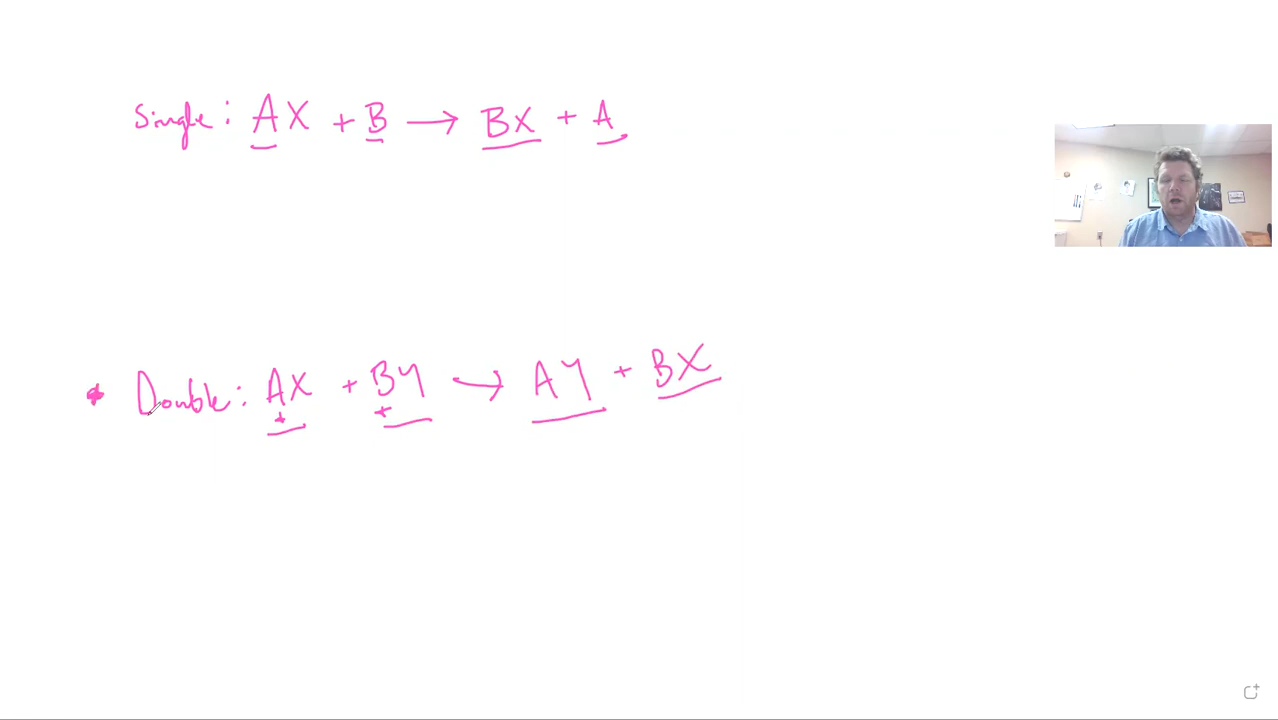 Single: AX + B → BX + A
* Double: AX + BY → AY + BX
+ +